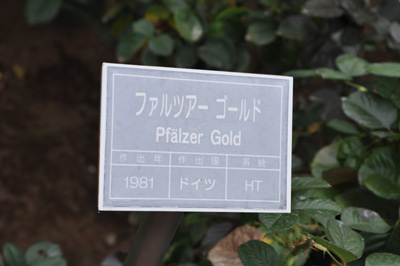 ファルツアー ゴールド
Pfälzer Gold
作出年 作出国 系統
1981 ドイツ HT